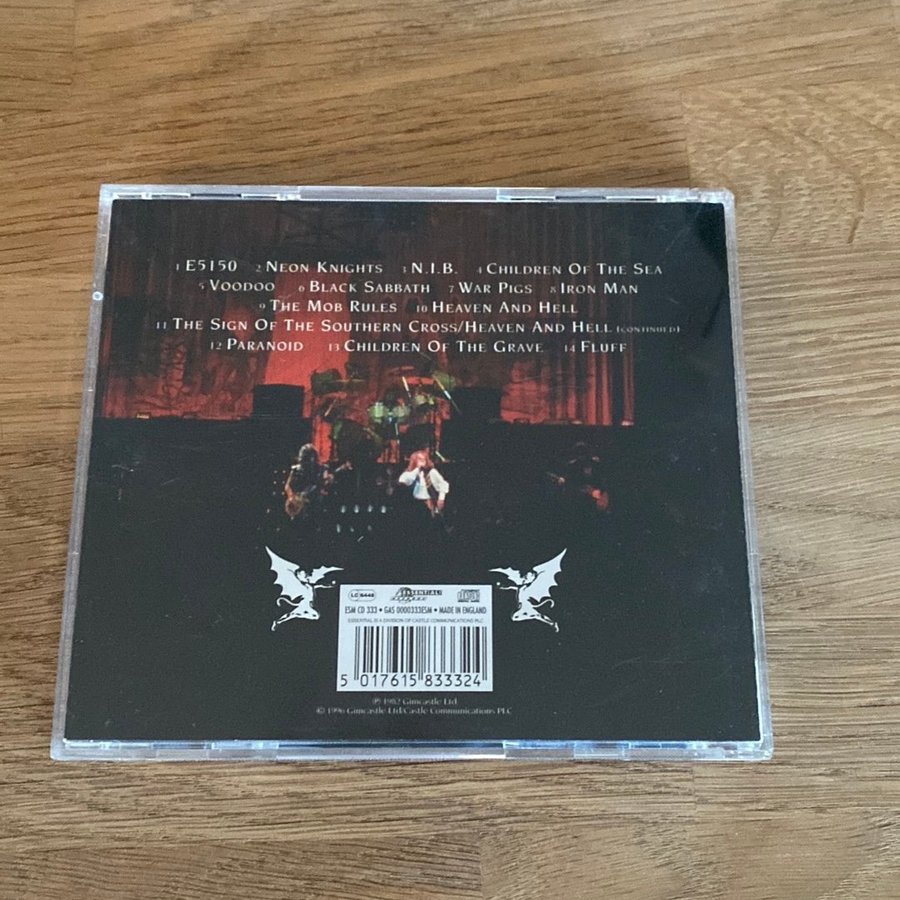 1 E5150 2 Neon Knights 3 N.I.B. 4 Children Of The Sea
5 Voodoo 6 Black Sabbath 7 War Pigs 8 Iron Man
9 The Mob Rules 10 Heaven And Hell
11 The Sign Of The Southern Cross/Heaven And Hell (continued)
12 Paranoid 13 Children Of The Grave 14 Fluff
LC 6448 ESSENTIAL!
ESM CD 333 • GAS 0000333ESM • MADE IN ENGLAND
ESSENTIAL IS A DIVISION OF CASTLE COMMUNICATIONS PLC
5 017615 833324
℗ 1982 Gimcastle Ltd.
© 1996 Gimcastle Ltd/Castle Communications PLC